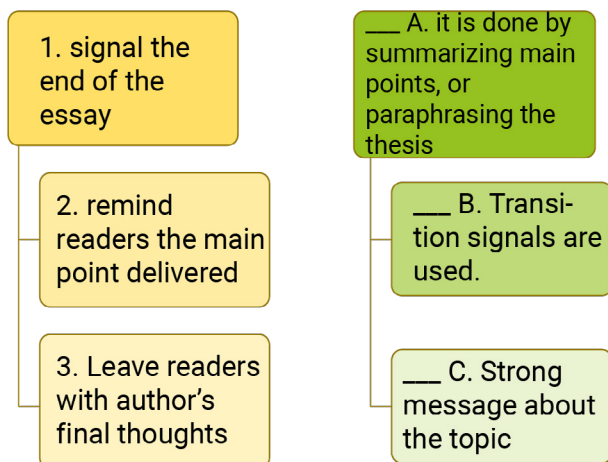 1. signal the
end of the
essay
2. remind
readers the main
point delivered
3. Leave readers
with author's
final thoughts
___ A. it is done by
summarizing main
points, or
paraphrasing the
thesis
___ B. Transi-
tion signals are
used.
___ C. Strong
message about
the topic